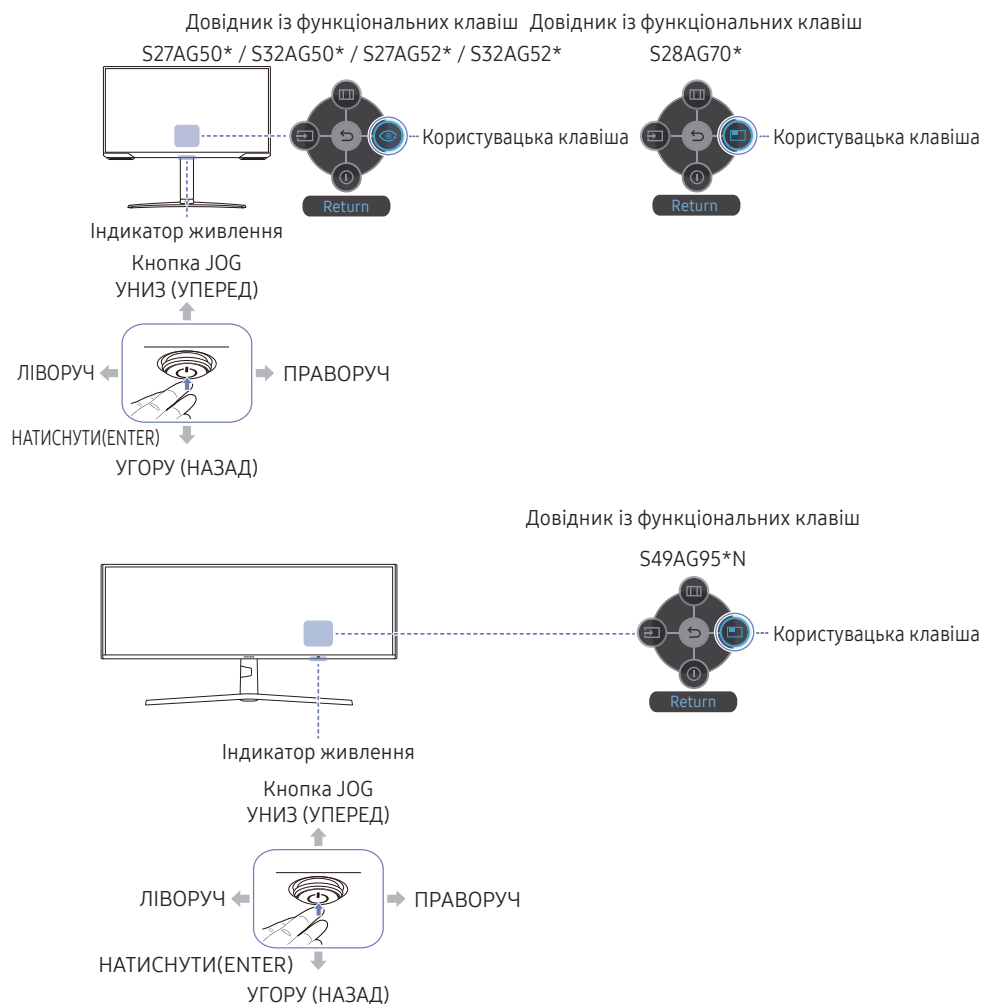 Довідник із функціональних клавіш Довідник із функціональних клавіш
S27AG50* / S32AG50* / S27AG52* / S32AG52* S28AG70*
Користувацька клавіша Користувацька клавіша
Return Return
Індикатор живлення
Кнопка JOG
УНИЗ (УПЕРЕД)
ЛІВОРУЧ ПРАВОРУЧ
НАТИСНУТИ(ENTER)
УГОРУ (НАЗАД)
Довідник із функціональних клавіш
S49AG95*N
Користувацька клавіша
Return
Індикатор живлення
Кнопка JOG
УНИЗ (УПЕРЕД)
ЛІВОРУЧ ПРАВОРУЧ
НАТИСНУТИ(ENTER)
УГОРУ (НАЗАД)